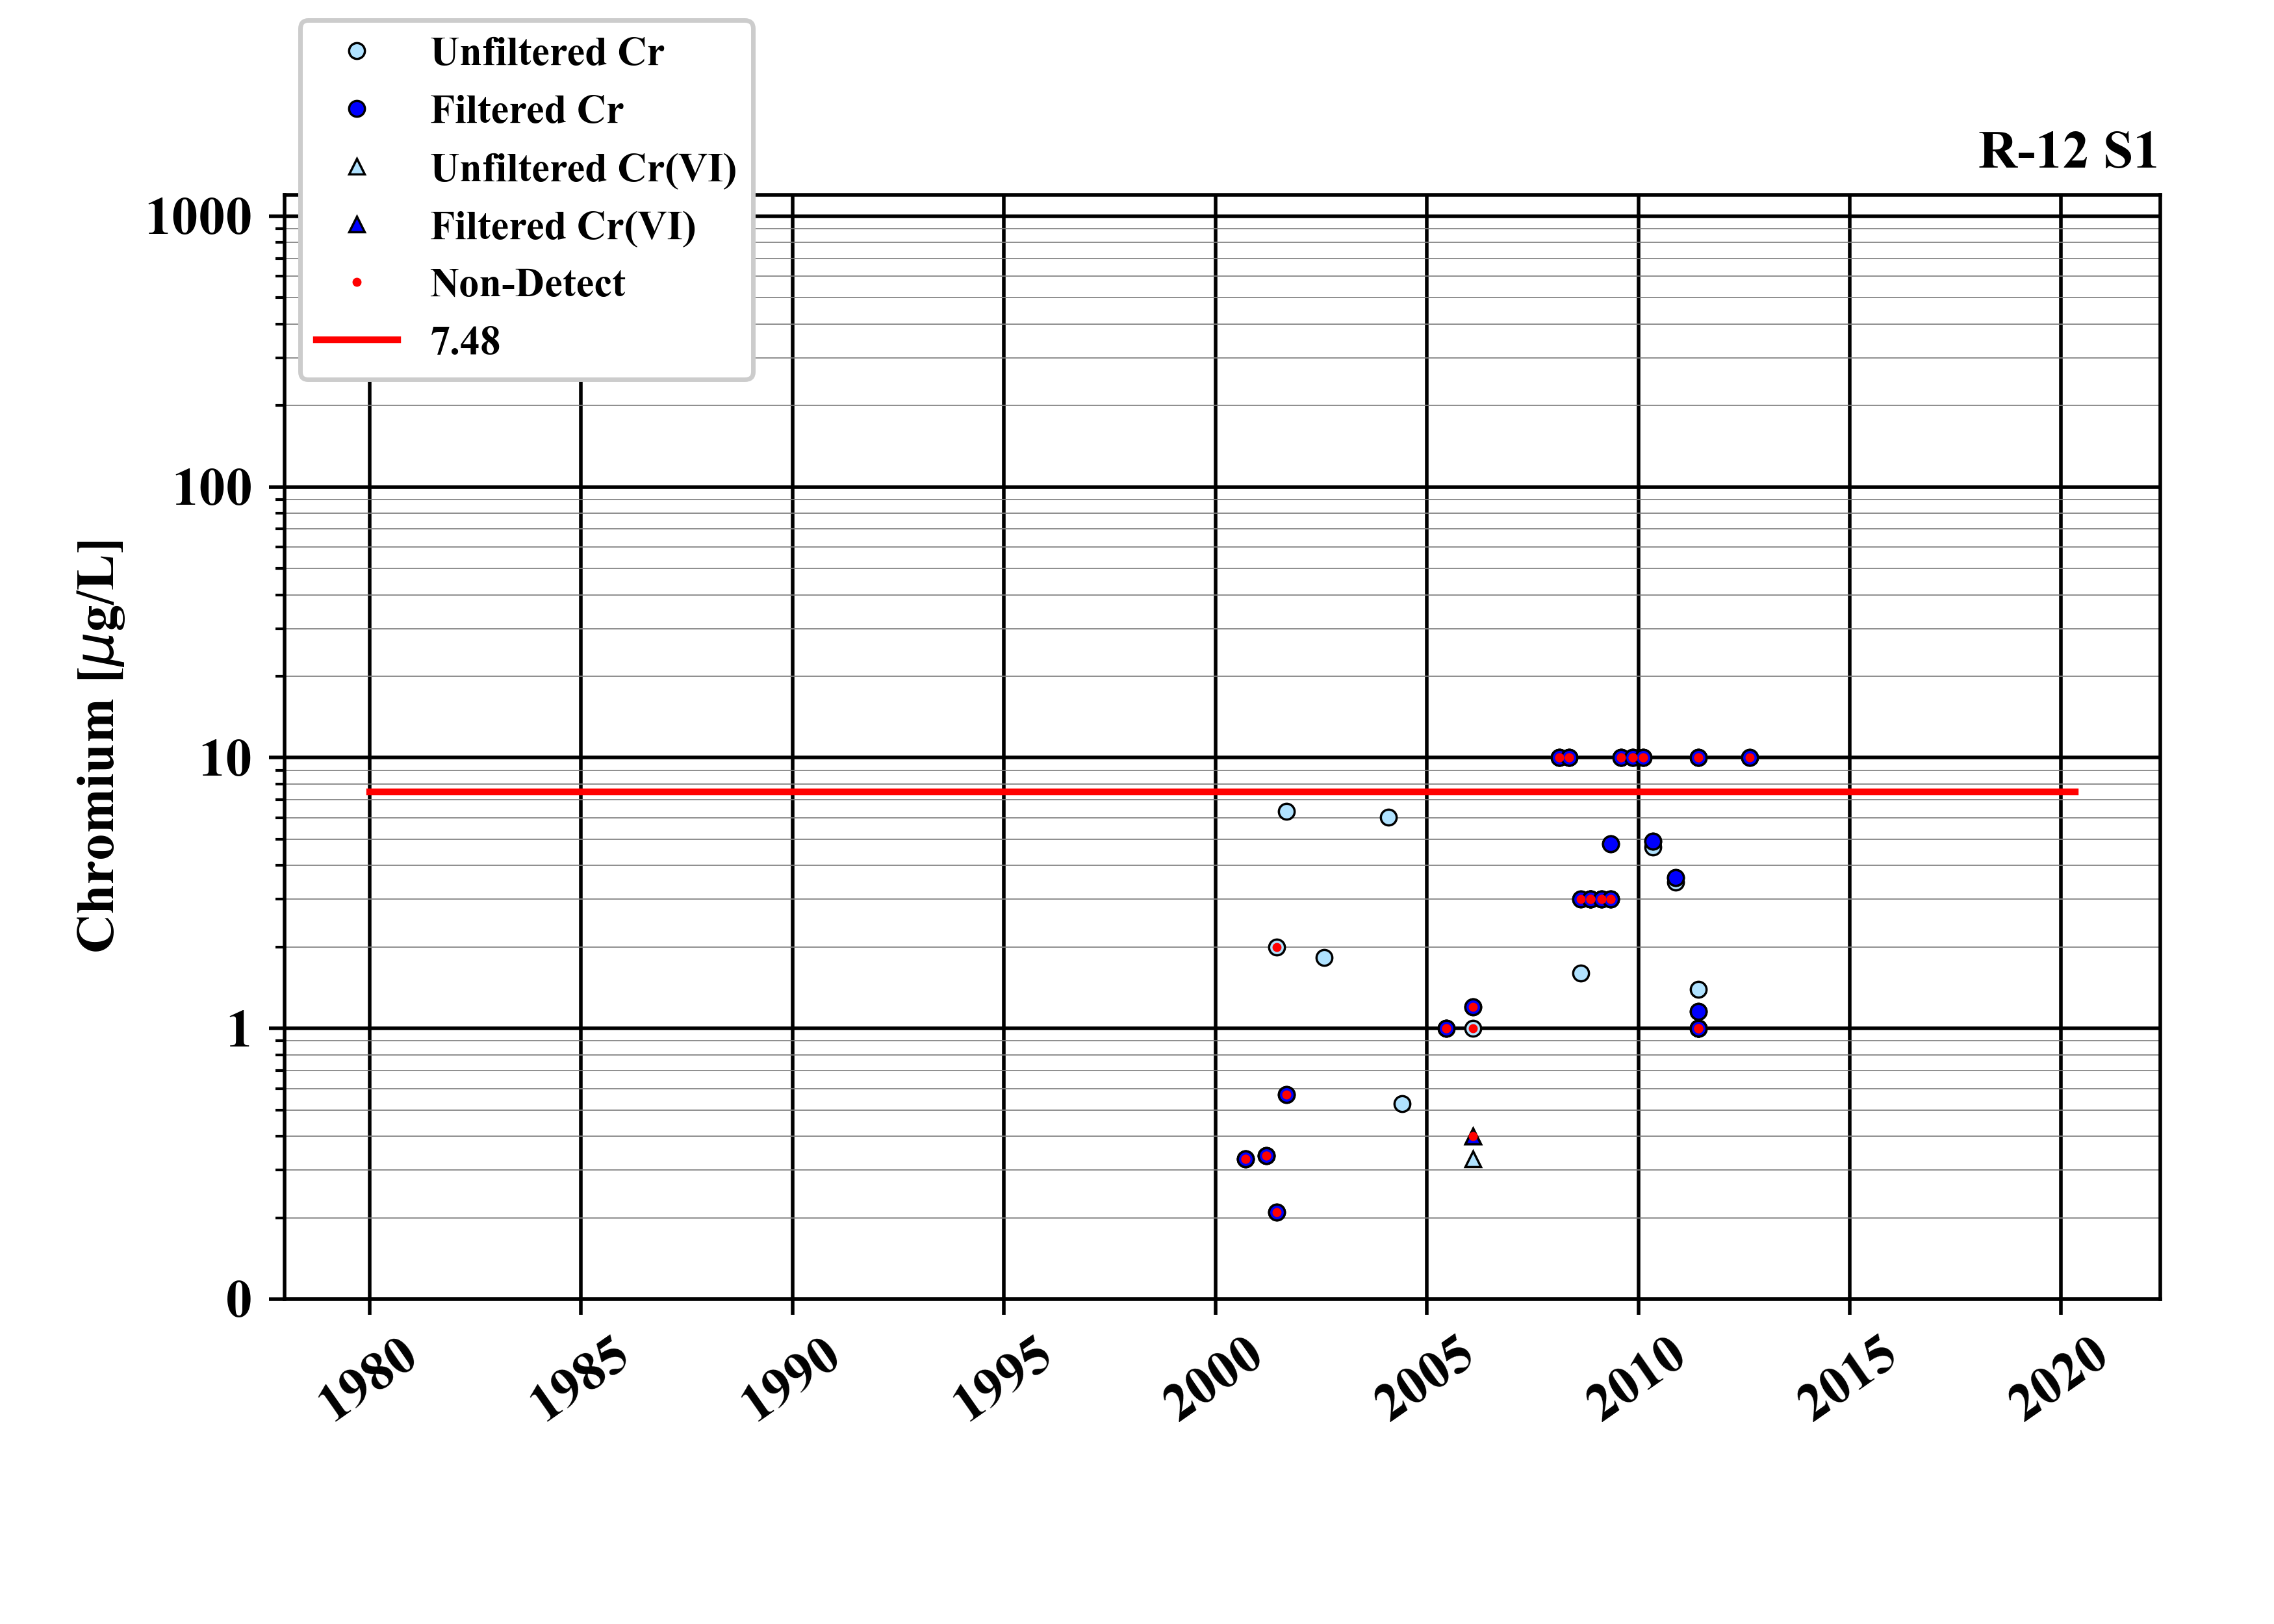 Unfiltered Cr
Filtered Cr
Unfiltered Cr(VI)
Filtered Cr(VI)
Non-Detect
7.48
R-12 S1
1000
100
10
1
0
Chromium [μg/L]
1980
1985
1990
1995
2000
2005
2010
2015
2020